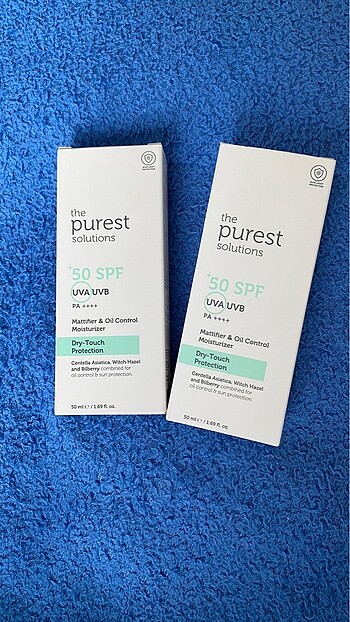 the
purest
solutions
+50 SPF
UVA UVB
PA ++++
Mattifier & Oil Control
Moisturizer
Dry-Touch
Protection
Centella Asiatica, Witch Hazel
and Bilberry combined for
oil control & sun protection.
50 ml ℮ / 1.69 fl. oz.
the
purest
solutions
+50 SPF
UVA UVB
PA ++++
Mattifier & Oil Control
Moisturizer
Dry-Touch
Protection
Centella Asiatica, Witch Hazel
and Bilberry combined for
oil control & sun protection.
50 ml ℮ / 1.69 fl. oz.